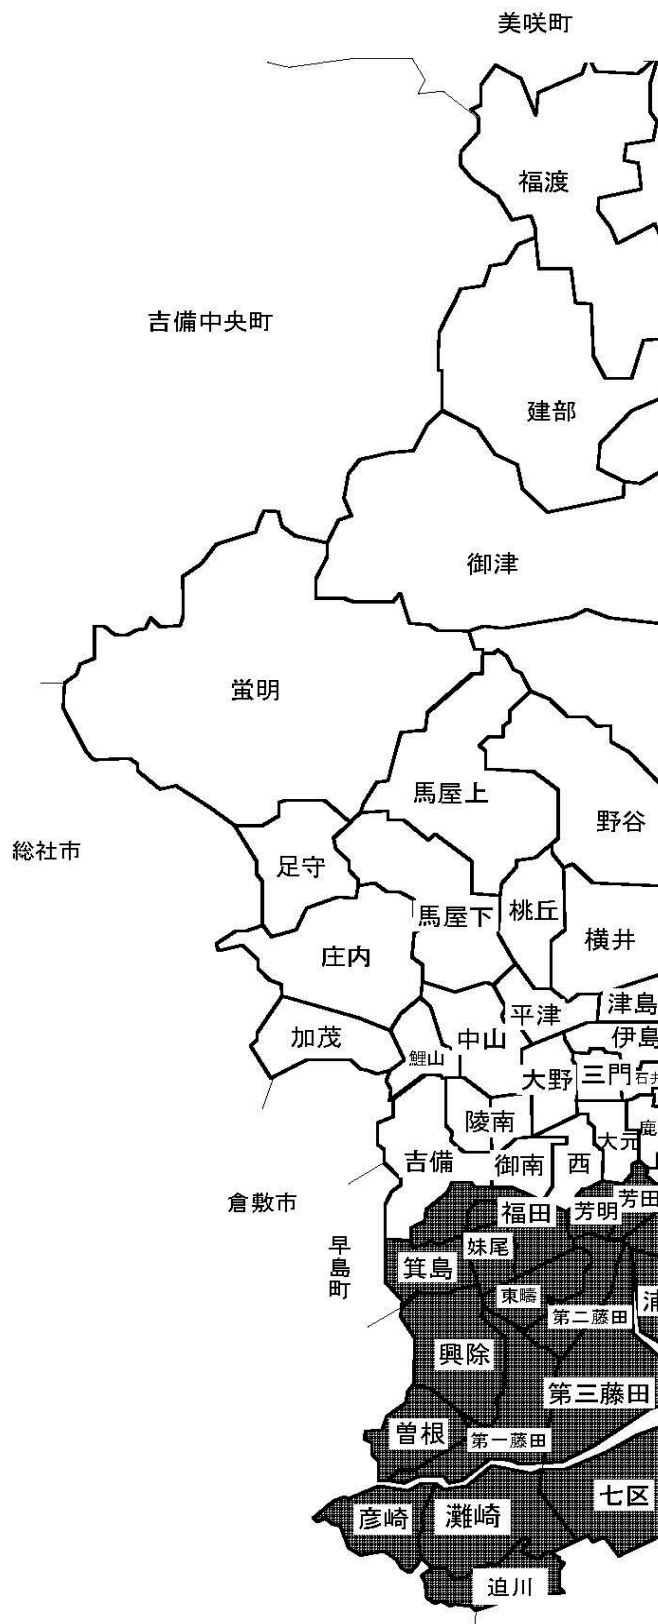 美咲町
福渡
吉備中央町
建部
御津
蛍明
馬屋上
野谷
総社市
足守
馬屋下
桃丘
横井
庄内
津島
平津
加茂
中山
伊島
鯉山
大野
三門
石井
陵南
大元
鹿
吉備
御南
西
倉敷市
福田
芳明
芳田
早島町
妹尾
箕島
東疇
第二藤田
浦
興除
第三藤田
曽根
第一藤田
七区
彦崎
灘崎
迫川